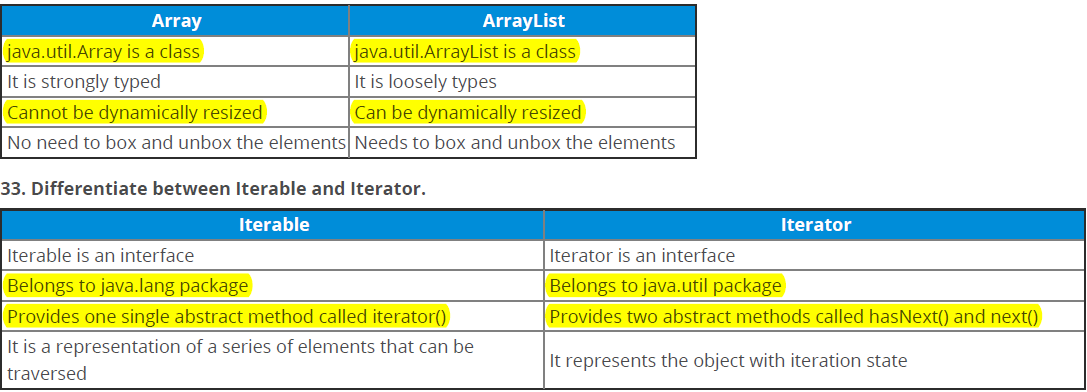 Array ArrayList
java.util.Array is a class java.util.ArrayList is a class
It is strongly typed It is loosely types
Cannot be dynamically resized Can be dynamically resized
No need to box and unbox the elements Needs to box and unbox the elements
33. Differentiate between Iterable and Iterator.
Iterable Iterator
Iterable is an interface Iterator is an interface
Belongs to java.lang package Belongs to java.util package
Provides one single abstract method called iterator() Provides two abstract methods called hasNext() and next()
It is a representation of a series of elements that can be
traversed
It represents the object with iteration state